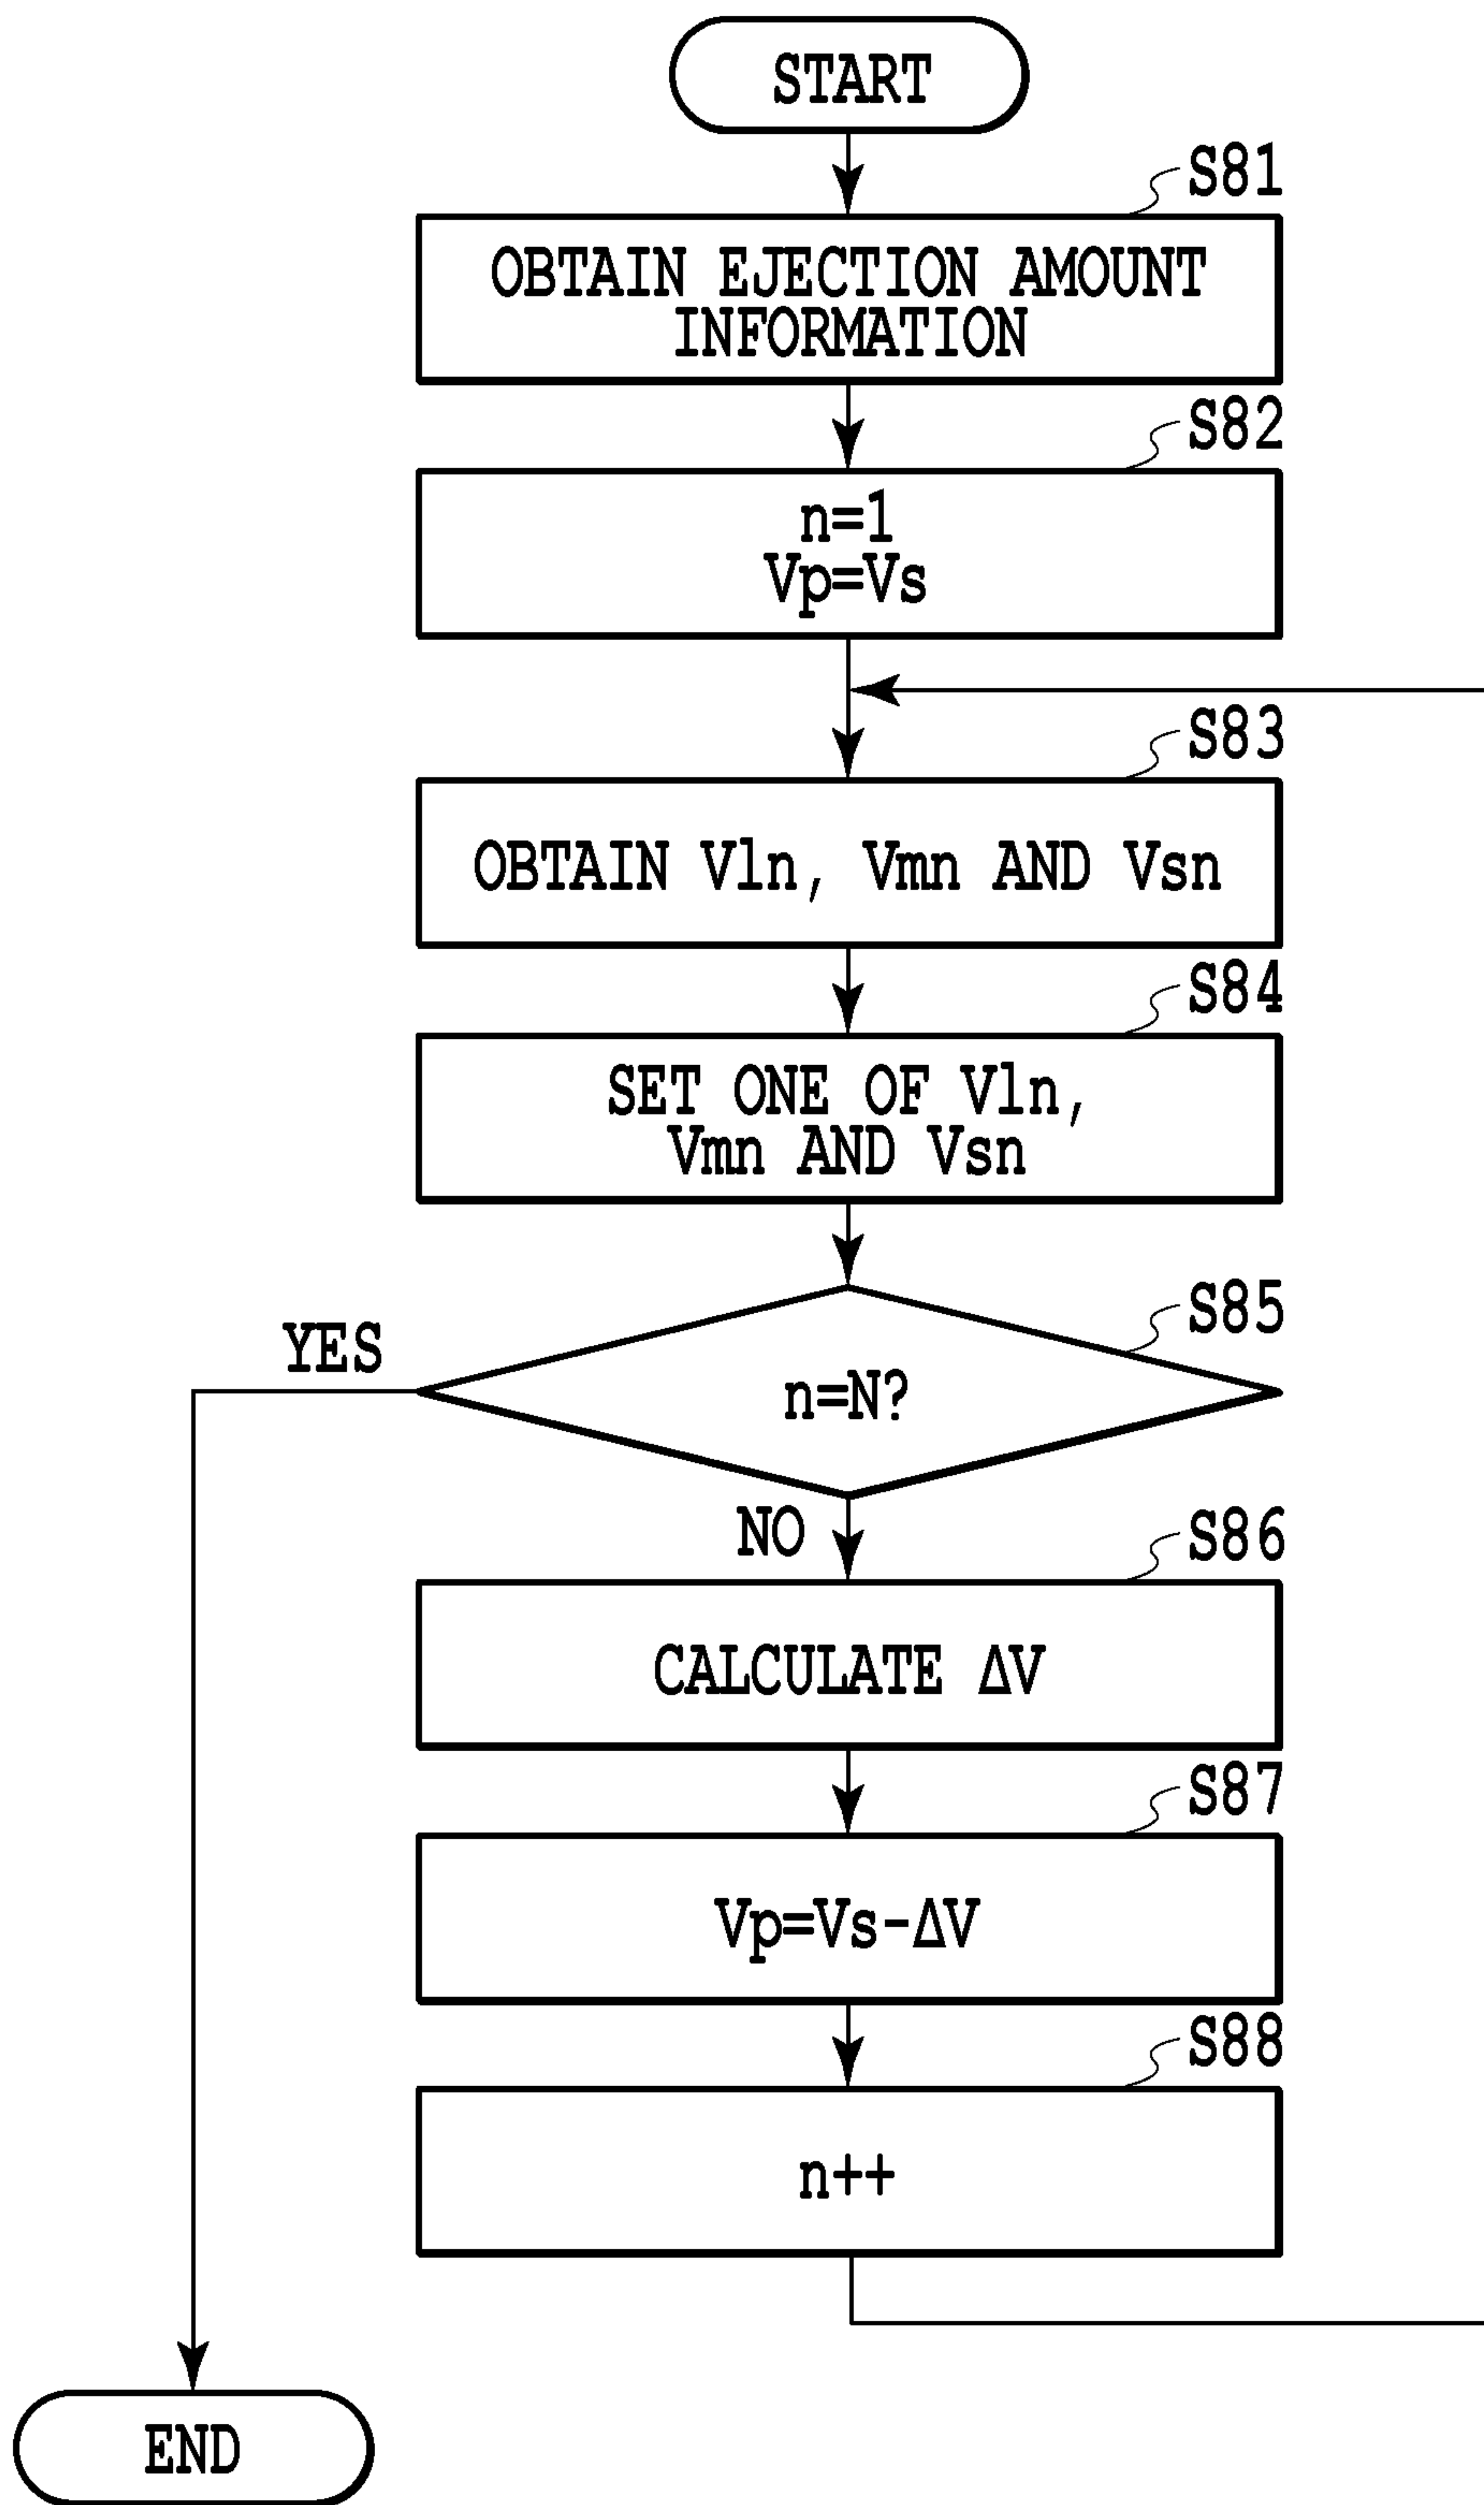 START
S81
OBTAIN EJECTION AMOUNT
INFORMATION
S82
n=1
Vp=Vs
S83
OBTAIN Vln, Vmn AND Vsn
S84
SET ONE OF Vln,
Vmn AND Vsn
S85
YES
n=N?
NO
S86
CALCULATE ΔV
S87
Vp=Vs-ΔV
S88
n++
END